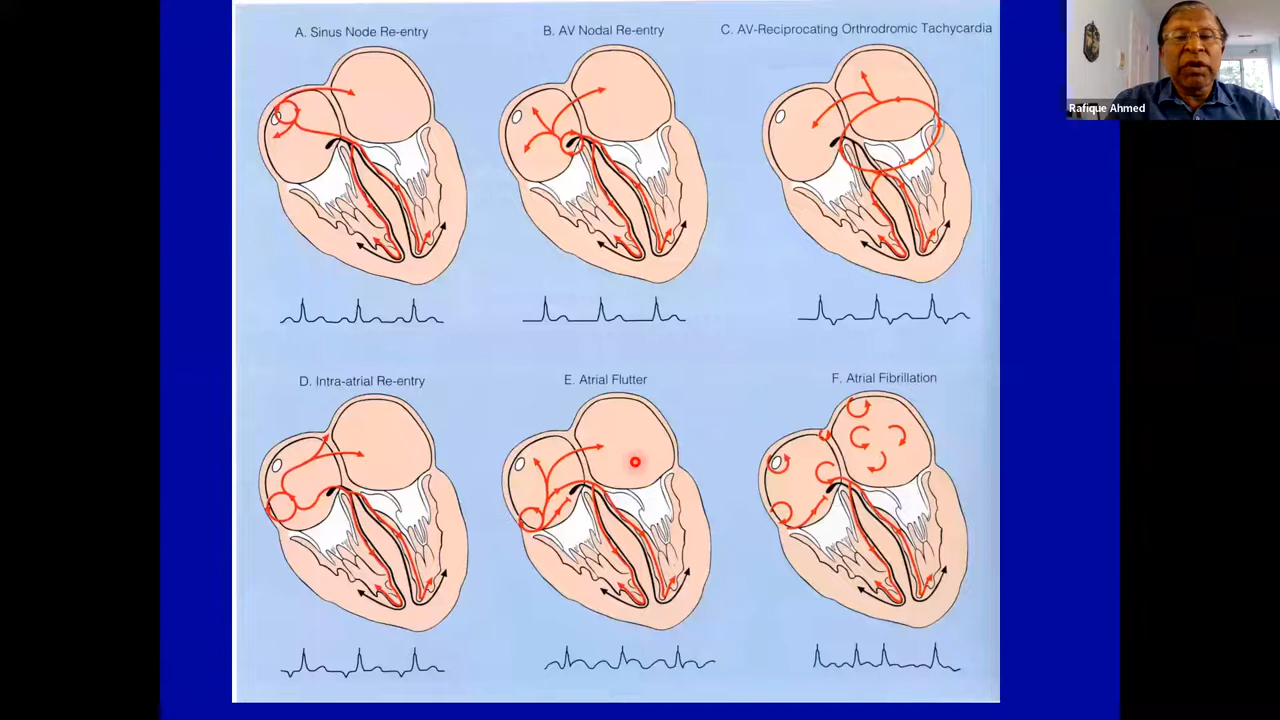 A. Sinus Node Re-entry
B. AV Nodal Re-entry
C. AV-Reciprocating Orthrodromic Tachycardia
Rafique Ahmed
D. Intra-atrial Re-entry
E. Atrial Flutter
F. Atrial Fibrillation